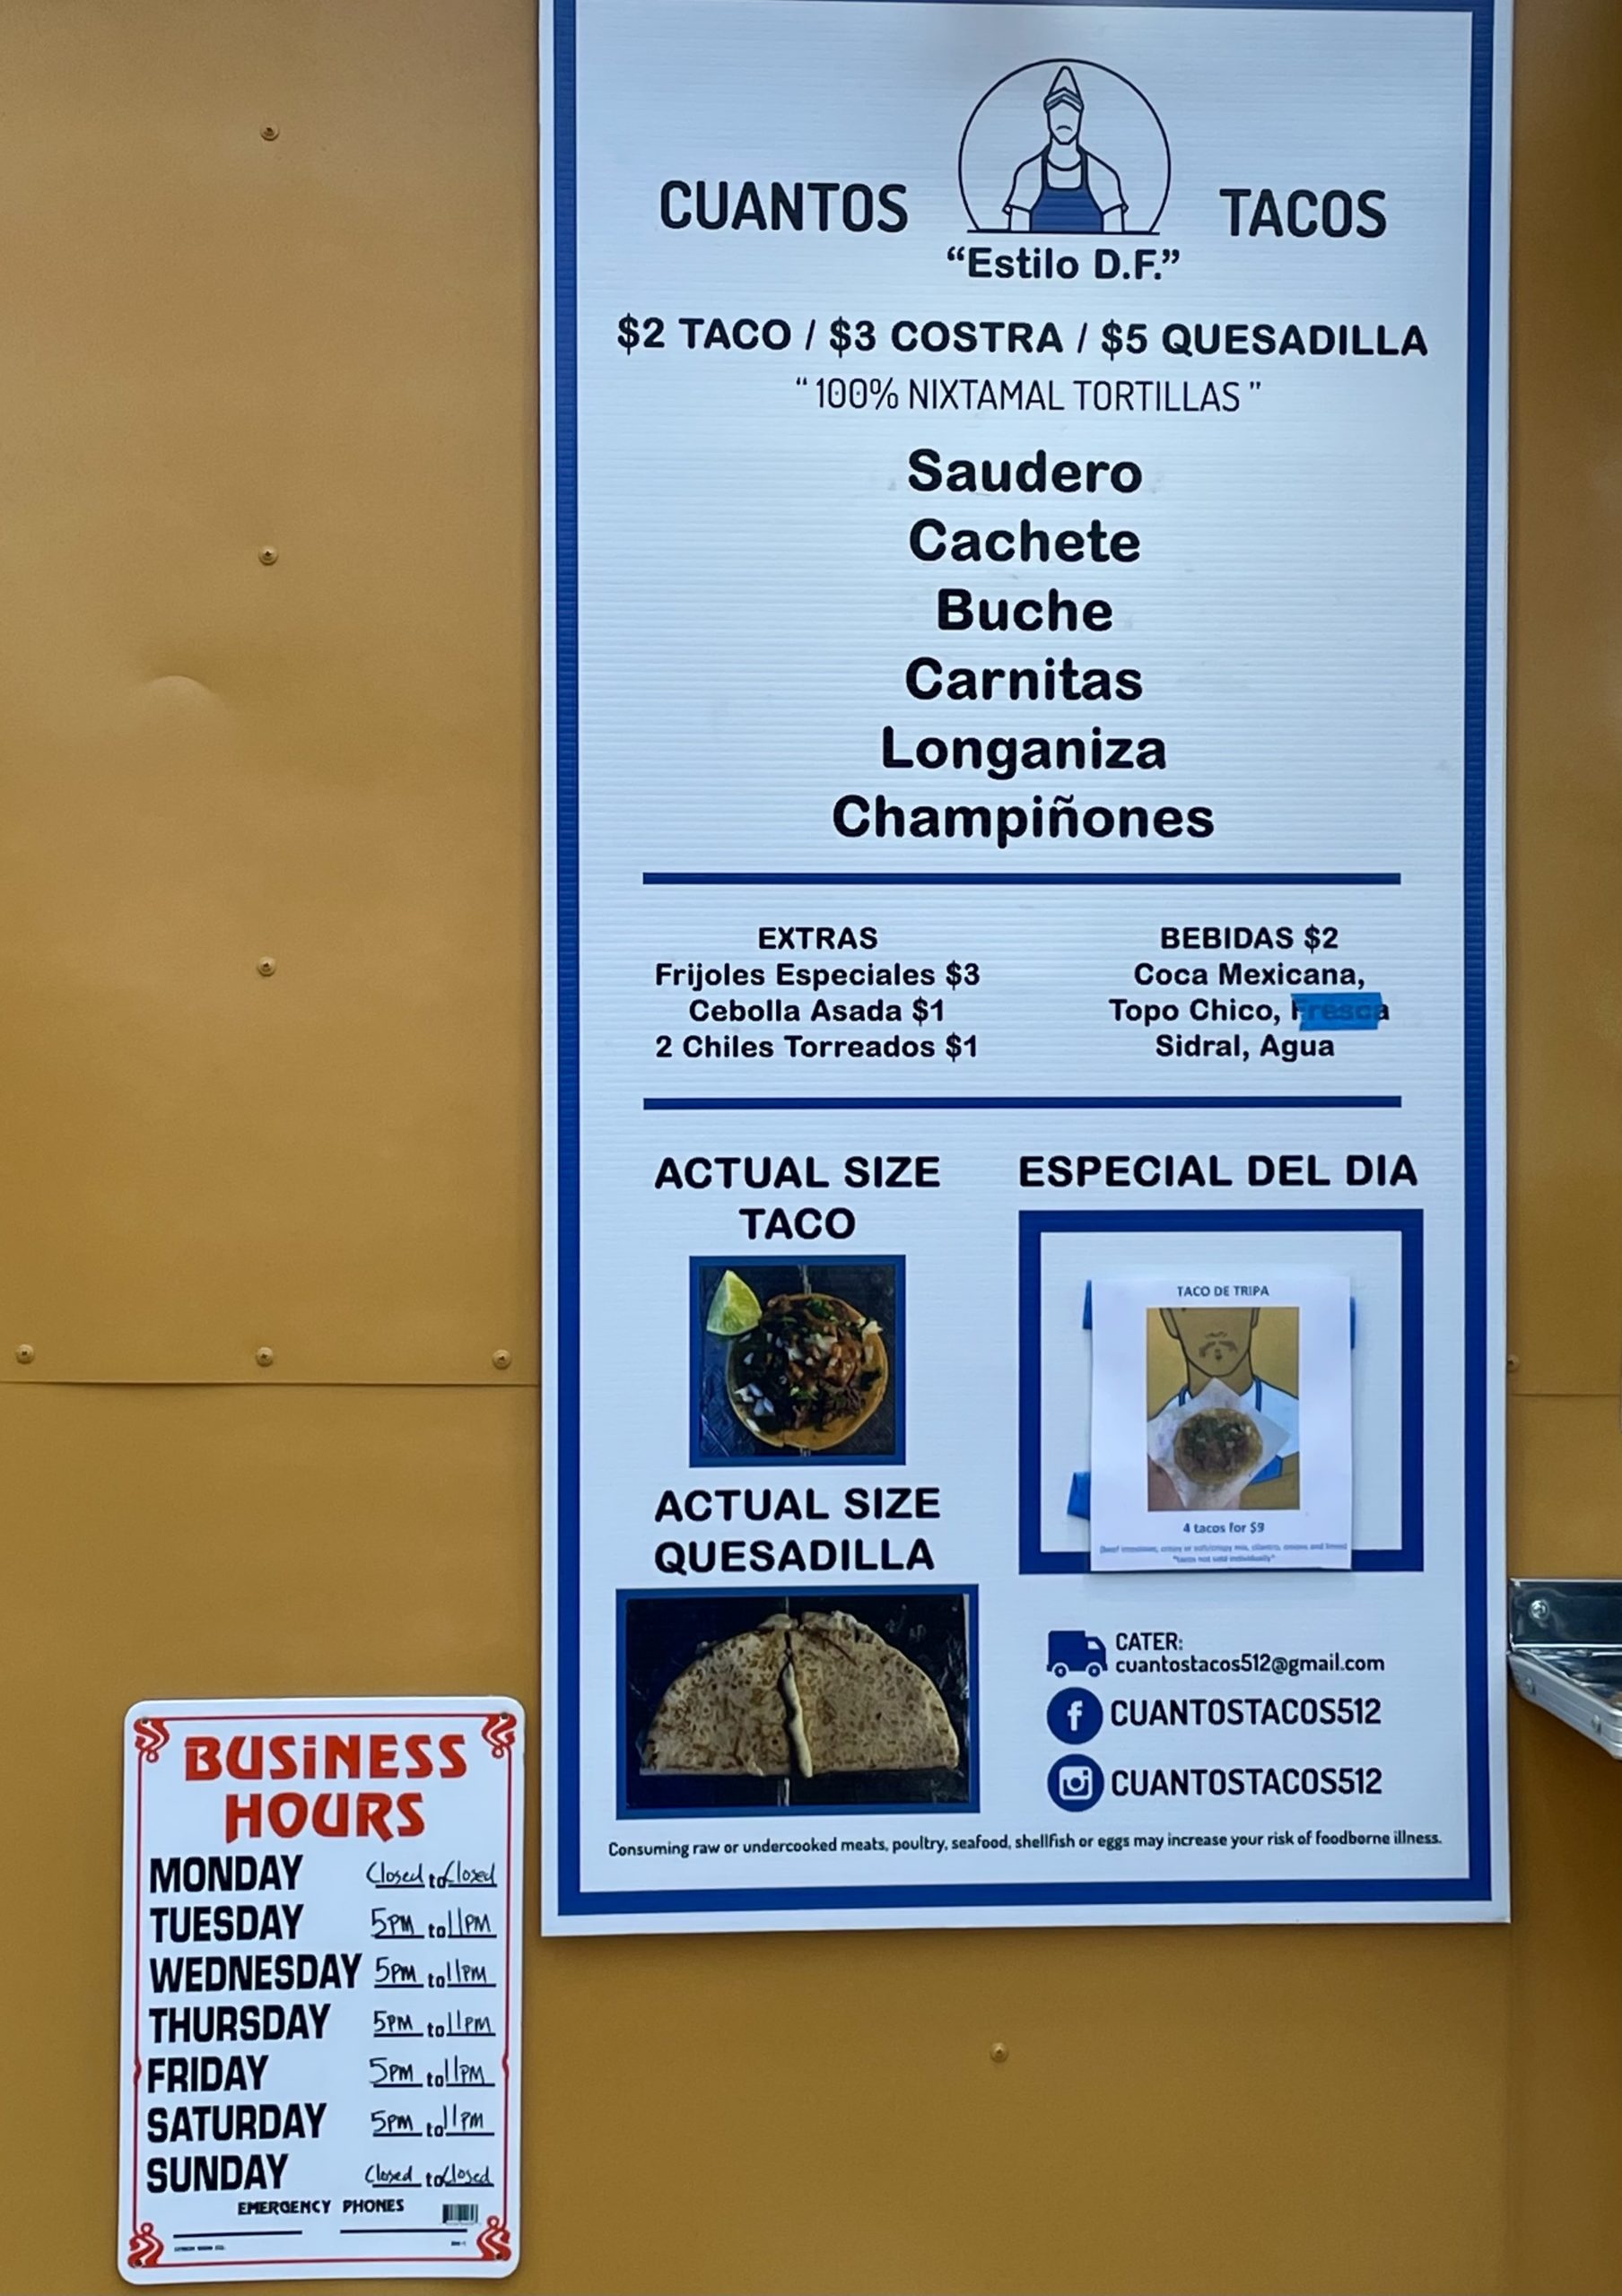 CUANTOS TACOS
“Estilo D.F.”
$2 TACO / $3 COSTRA / $5 QUESADILLA
“ 100% NIXTAMAL TORTILLAS ”
Saudero
Cachete
Buche
Carnitas
Longaniza
Champiñones
EXTRAS
Frijoles Especiales $3
Cebolla Asada $1
2 Chiles Torreados $1
BEBIDAS $2
Coca Mexicana,
Topo Chico, Fresca
Sidral, Agua
ACTUAL SIZE
TACO
ACTUAL SIZE
QUESADILLA
ESPECIAL DEL DIA
TACO DE TRIPA
4 tacos for $9
"tacos not sold individually"
CATER:
cuantostacos512@gmail.com
CUANTOSTACOS512
CUANTOSTACOS512
Consuming raw or undercooked meats, poultry, seafood, shellfish or eggs may increase your risk of foodborne illness.
BUSiNESS
HOURS
MONDAY Closed to Closed
TUESDAY 5PM to 11PM
WEDNESDAY 5PM to 11PM
THURSDAY 5PM to 11PM
FRIDAY 5PM to 11PM
SATURDAY 5PM to 11PM
SUNDAY Closed to Closed
EMERGENCY PHONES